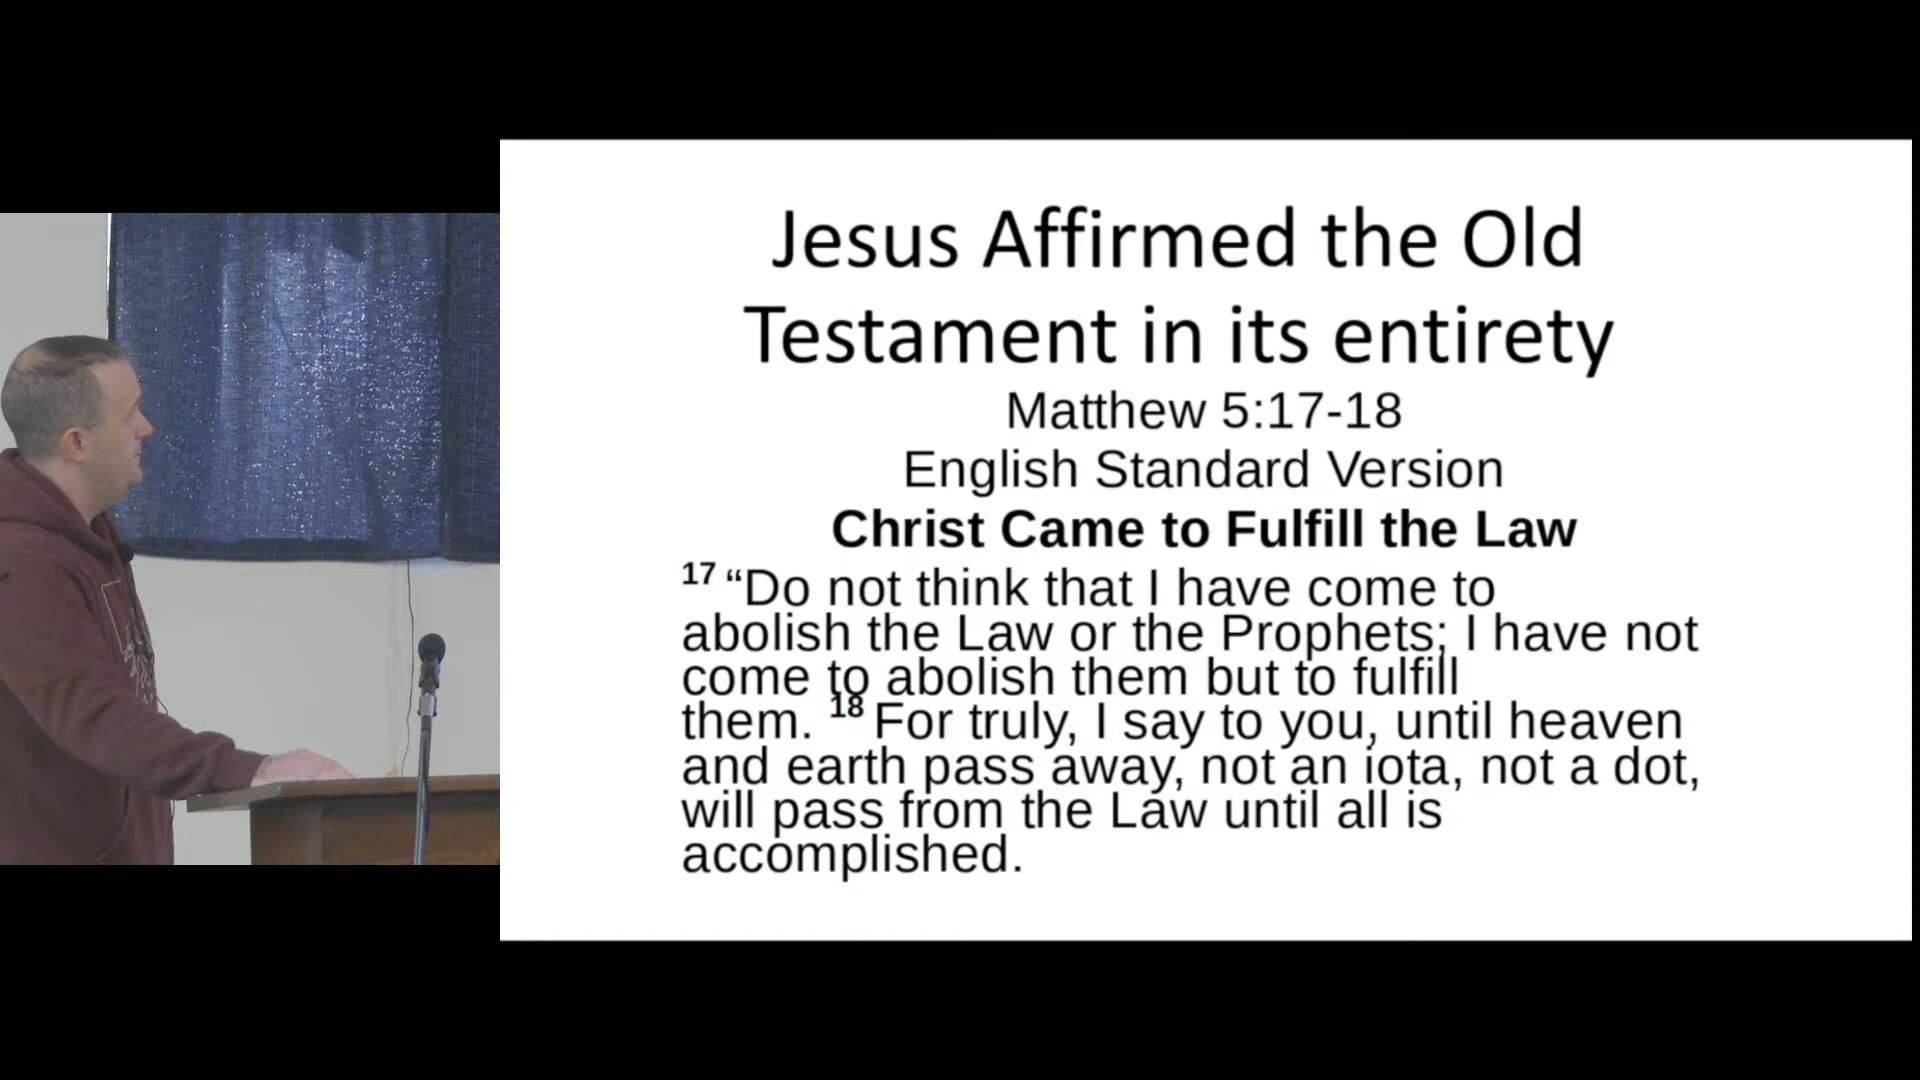 Jesus Affirmed the Old
Testament in its entirety
Matthew 5:17-18
English Standard Version
Christ Came to Fulfill the Law
17 “Do not think that I have come to
abolish the Law or the Prophets; I have not
come to abolish them but to fulfill
them. 18 For truly, I say to you, until heaven
and earth pass away, not an iota, not a dot,
will pass from the Law until all is
accomplished.